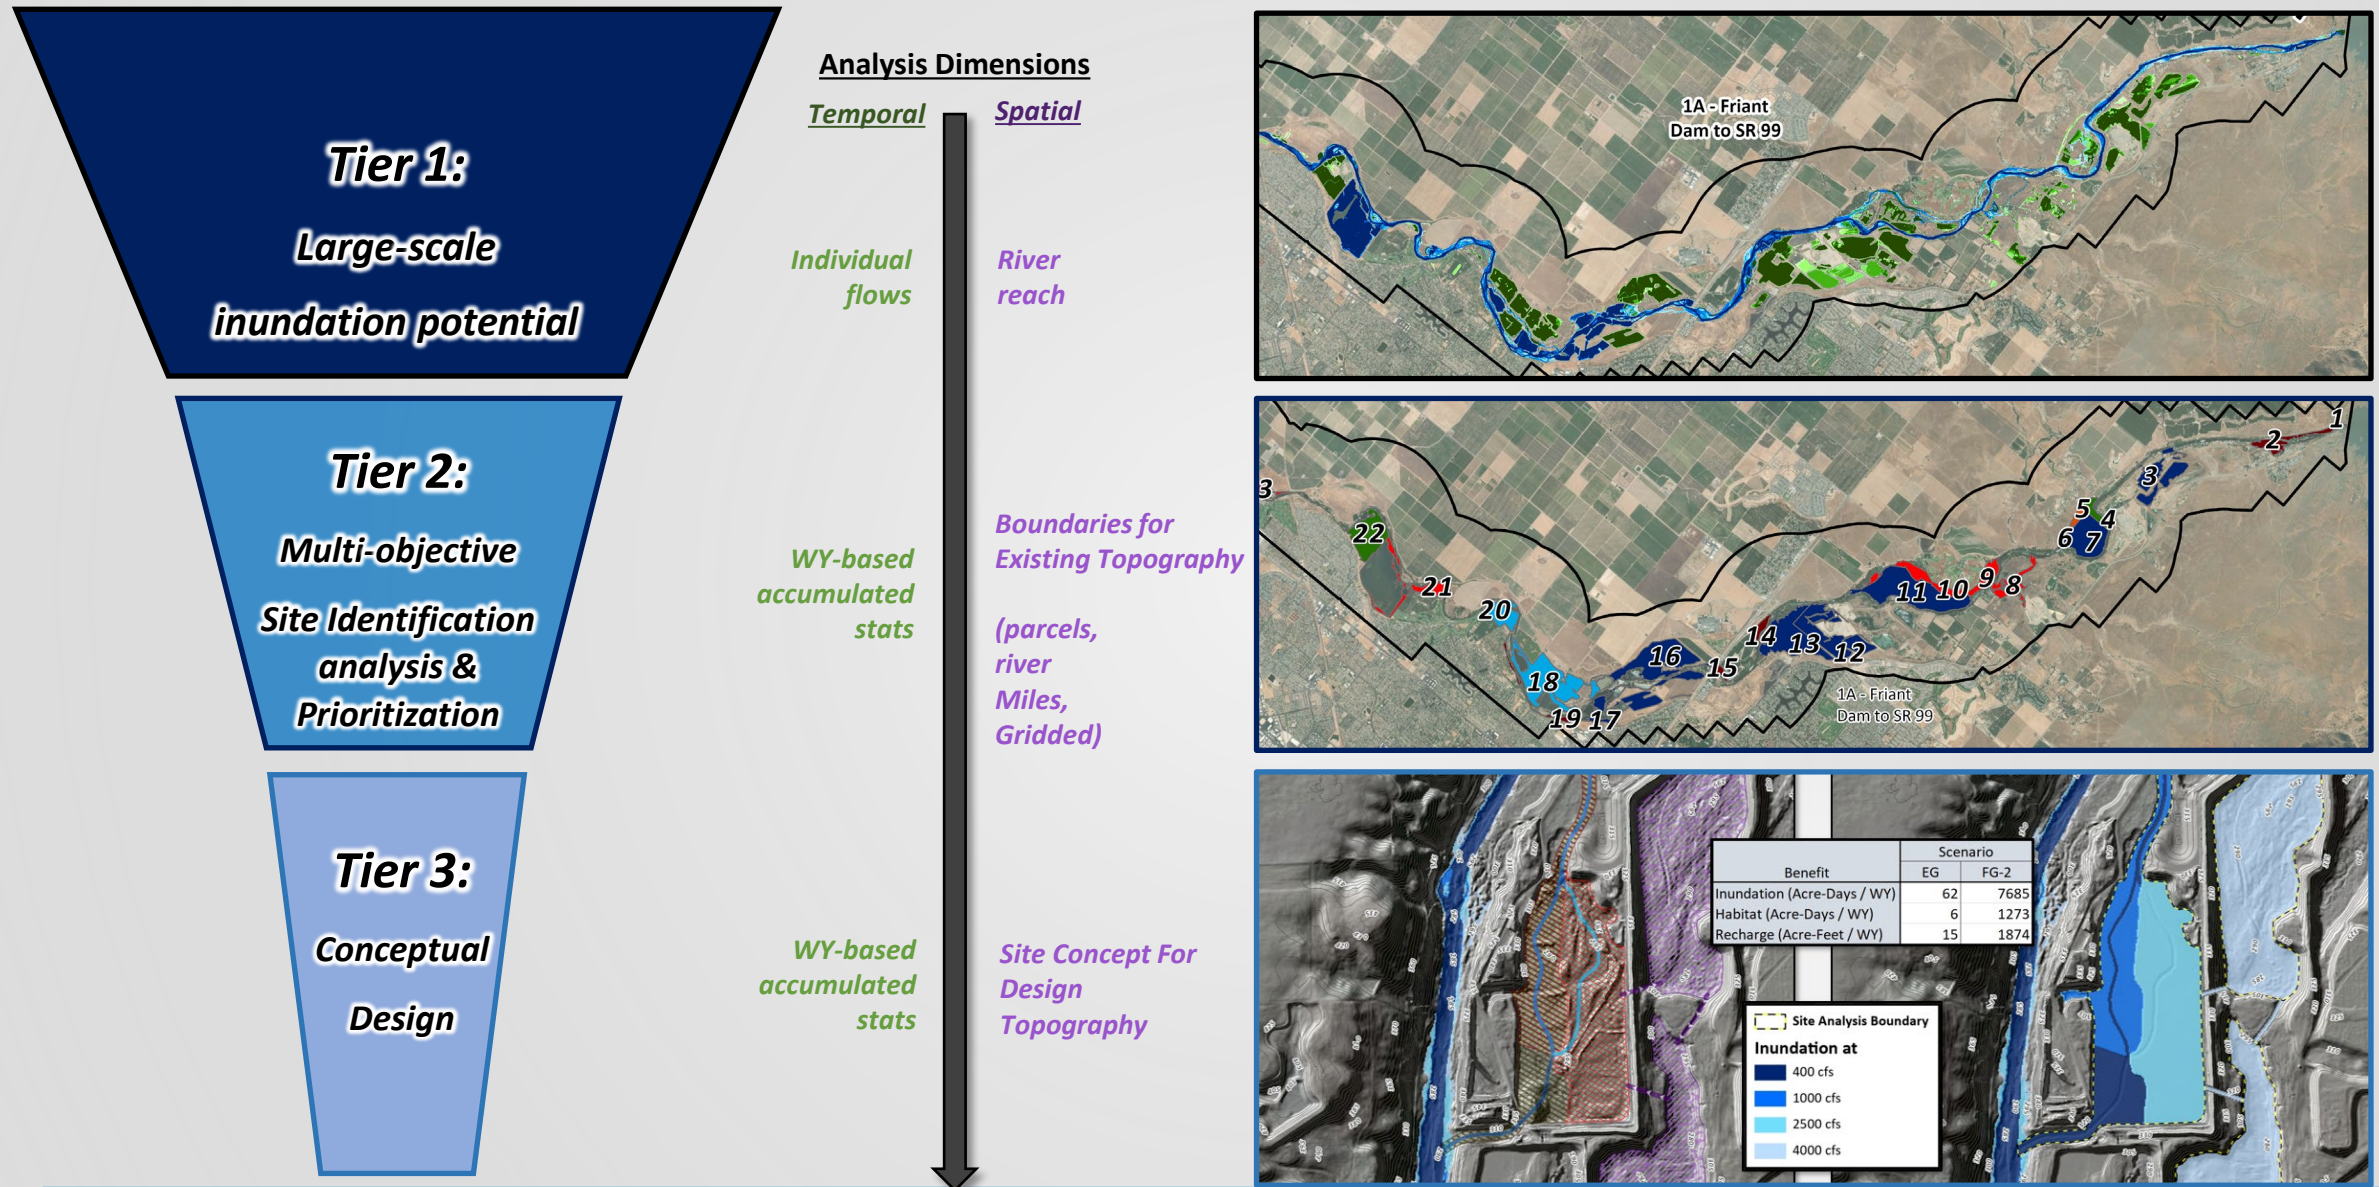 Tier 1:
Large-scale
inundation potential
Tier 2:
Multi-objective
Site Identification
analysis &
Prioritization
Tier 3:
Conceptual
Design
Analysis Dimensions
Temporal
Spatial
Individual
flows
River
reach
WY-based
accumulated
stats
Boundaries for
Existing Topography
(parcels,
river
Miles,
Gridded)
WY-based
accumulated
stats
Site Concept For
Design
Topography
1A - Friant
Dam to SR 99
1
2
3
5
4
6
7
3
22
21
20
11
10
9
8
14
13
12
16
15
18
19
17
1A - Friant
Dam to SR 99
Scenario
Benefit EG FG-2
Inundation (Acre-Days / WY) 62 7685
Habitat (Acre-Days / WY) 6 1273
Recharge (Acre-Feet / WY) 15 1874
Site Analysis Boundary
Inundation at
400 cfs
1000 cfs
2500 cfs
4000 cfs